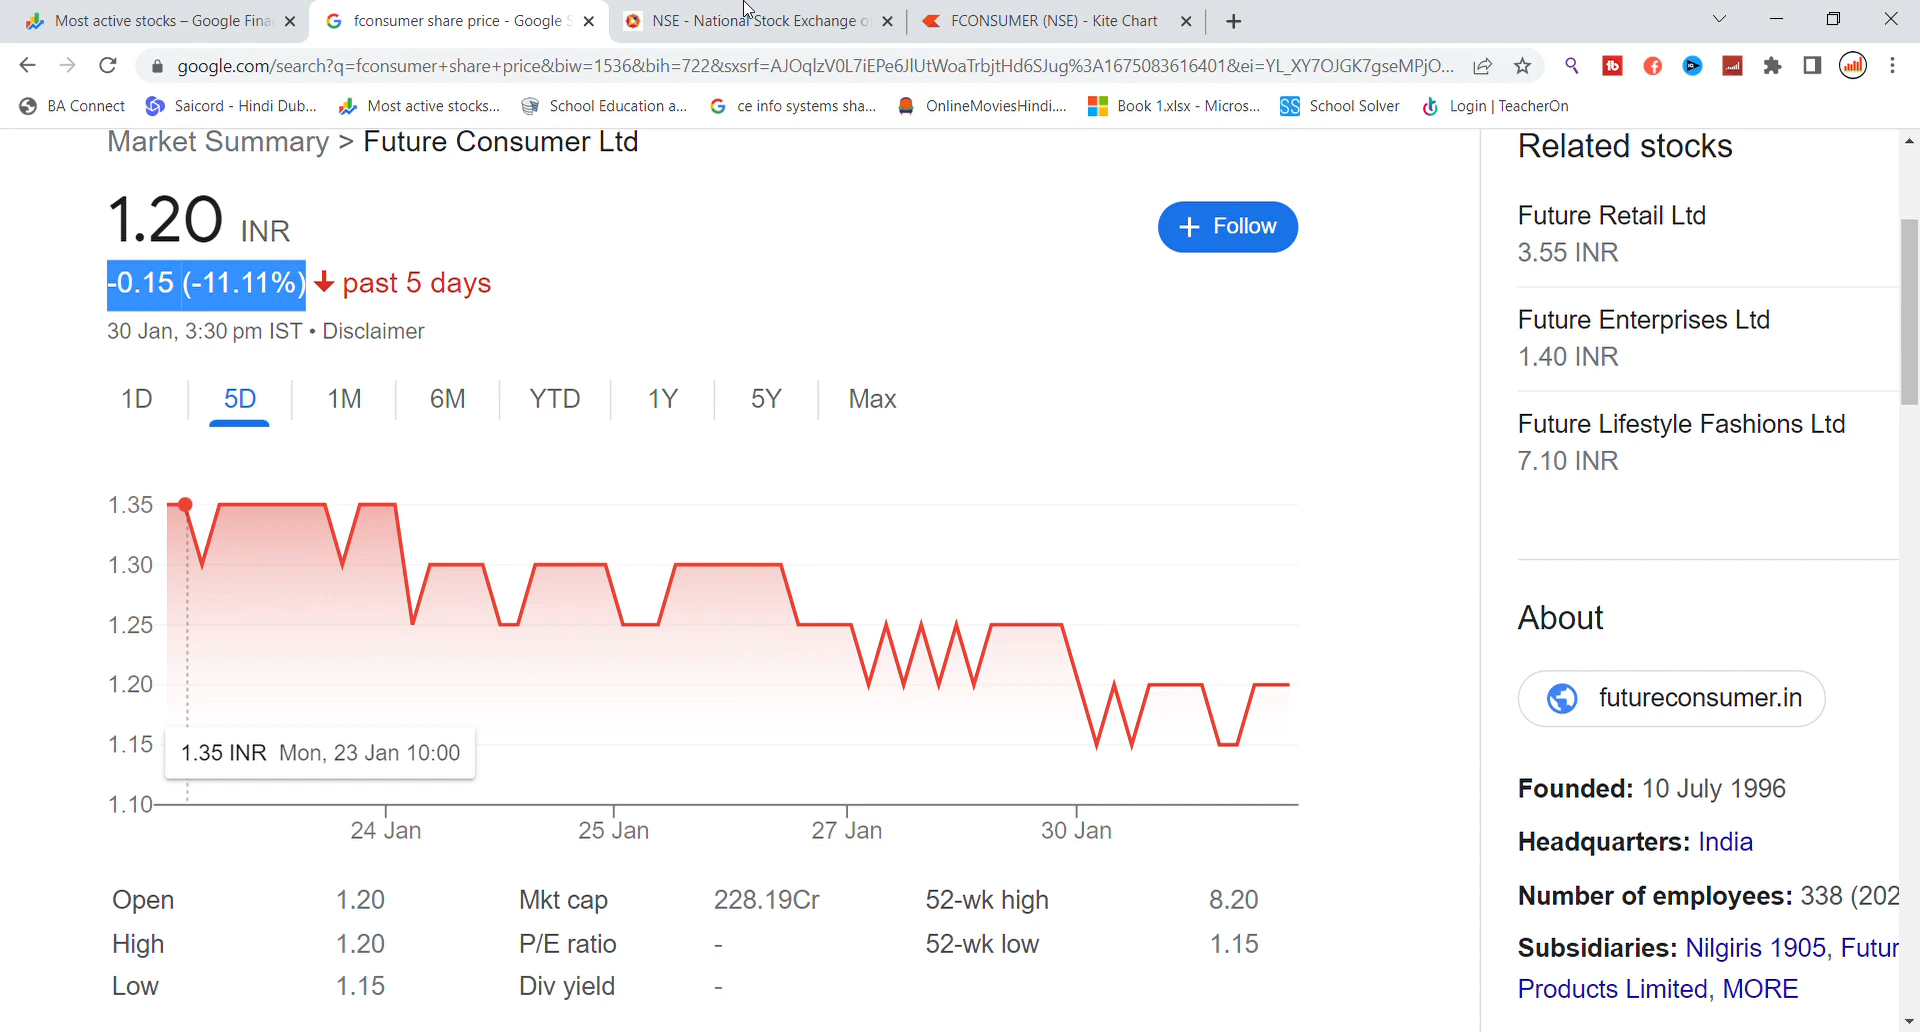 Most active stocks – Google Fina
fconsumer share price - Google S
NSE - National Stock Exchange o
FCONSUMER (NSE) - Kite Chart
google.com/search?q=fconsumer+share+price&biw=1536&bih=722&sxsrf=AJOqlzV0L7iEPe6JlUtWoaTrbjtHd6SJug%3A1675083616401&ei=YL_XY7OJGK7gseMPjO...
BA Connect
Saicord - Hindi Dub...
Most active stocks...
School Education a...
ce info systems sha...
OnlineMoviesHindi....
Book 1.xlsx - Micros...
School Solver
Login | TeacherOn
Market Summary > Future Consumer Ltd
1.20 INR
-0.15 (-11.11%) past 5 days
30 Jan, 3:30 pm IST • Disclaimer
+ Follow
1D 5D 1M 6M YTD 1Y 5Y Max
1.35
1.30
1.25
1.20
1.15
1.10
1.35 INR Mon, 23 Jan 10:00
24 Jan 25 Jan 27 Jan 30 Jan
Open 1.20 Mkt cap 228.19Cr 52-wk high 8.20
High 1.20 P/E ratio - 52-wk low 1.15
Low 1.15 Div yield -
Related stocks
Future Retail Ltd
3.55 INR
Future Enterprises Ltd
1.40 INR
Future Lifestyle Fashions Ltd
7.10 INR
About
futureconsumer.in
Founded: 10 July 1996
Headquarters: India
Number of employees: 338 (202
Subsidiaries: Nilgiris 1905, Futur
Products Limited, MORE